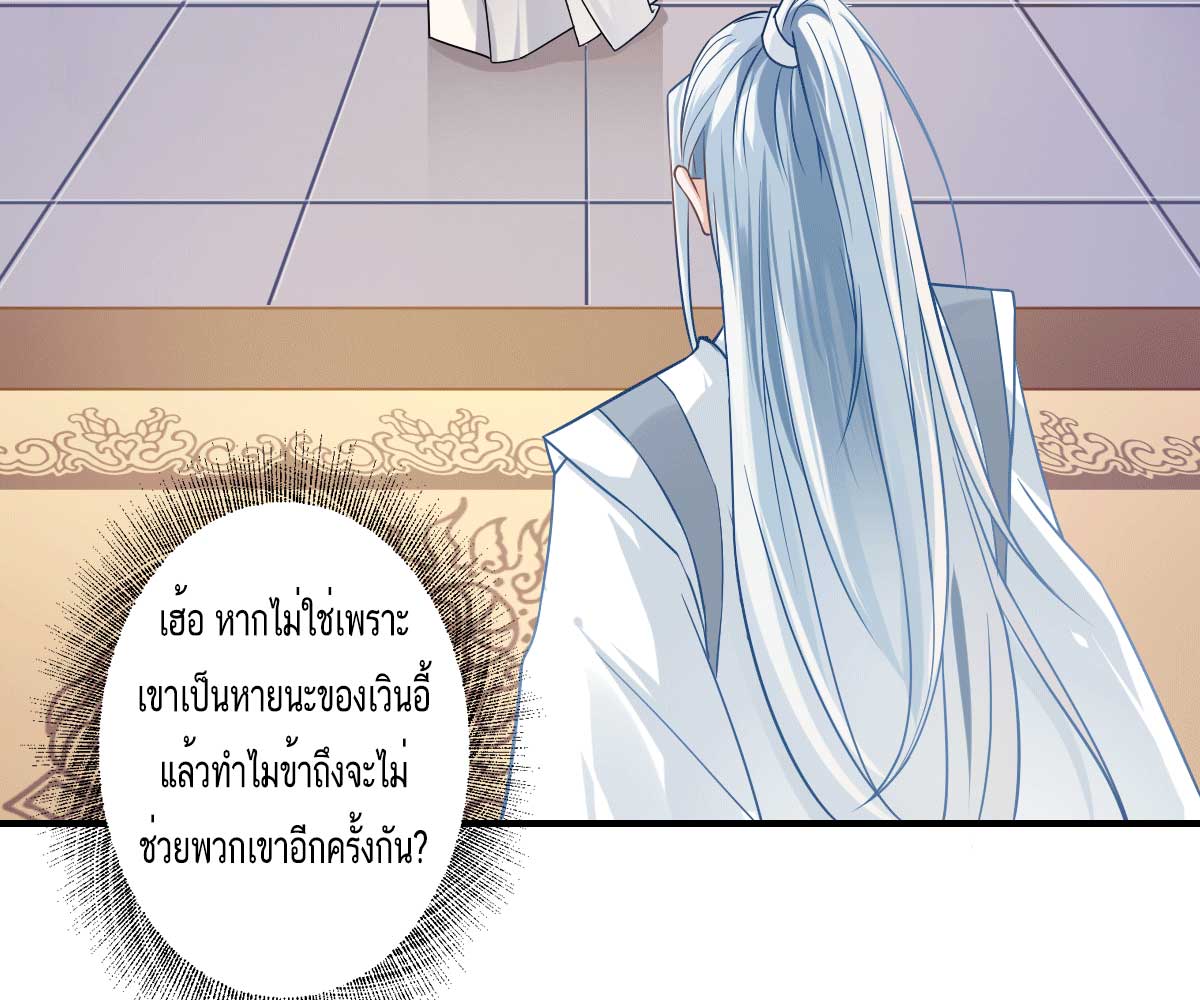 เฮ้อ หากไม่ใช่เพราะ
เขาเป็นหายนะของเวินอี้
แล้วทำไมข้าถึงจะไม่
ช่วยพวกเขาอีกครั้งกัน?